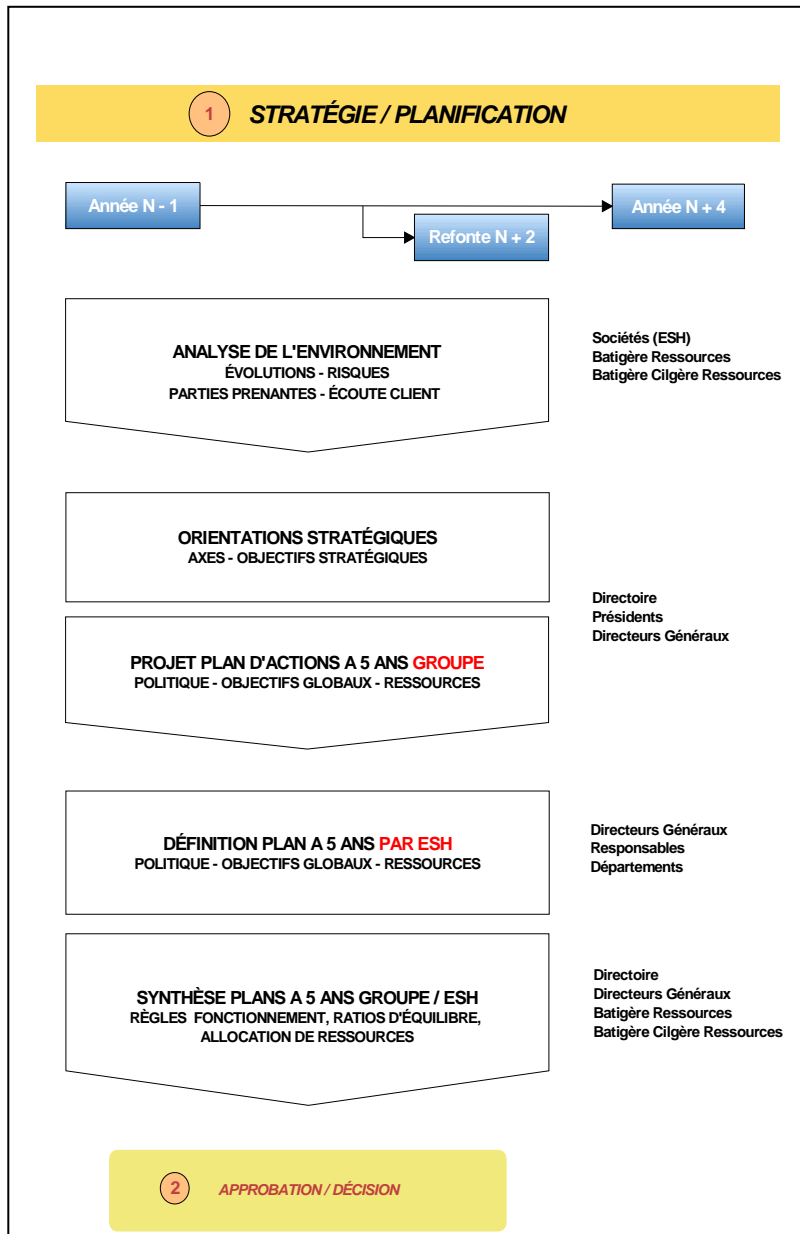 1 STRATÉGIE / PLANIFICATION
Année N - 1
Année N + 4
Refonte N + 2
ANALYSE DE L'ENVIRONNEMENT
ÉVOLUTIONS - RISQUES
PARTIES PRENANTES - ÉCOUTE CLIENT
Sociétés (ESH)
Batigère Ressources
Batigère Cilgère Ressources
ORIENTATIONS STRATÉGIQUES
AXES - OBJECTIFS STRATÉGIQUES
Directoire
Présidents
Directeurs Généraux
PROJET PLAN D'ACTIONS A 5 ANS GROUPE
POLITIQUE - OBJECTIFS GLOBAUX - RESSOURCES
DÉFINITION PLAN A 5 ANS PAR ESH
POLITIQUE - OBJECTIFS GLOBAUX - RESSOURCES
Directeurs Généraux
Responsables
Départements
SYNTHÈSE PLANS A 5 ANS GROUPE / ESH
RÈGLES FONCTIONNEMENT, RATIOS D'ÉQUILIBRE,
ALLOCATION DE RESSOURCES
Directoire
Directeurs Généraux
Batigère Ressources
Batigère Cilgère Ressources
2 APPROBATION / DÉCISION